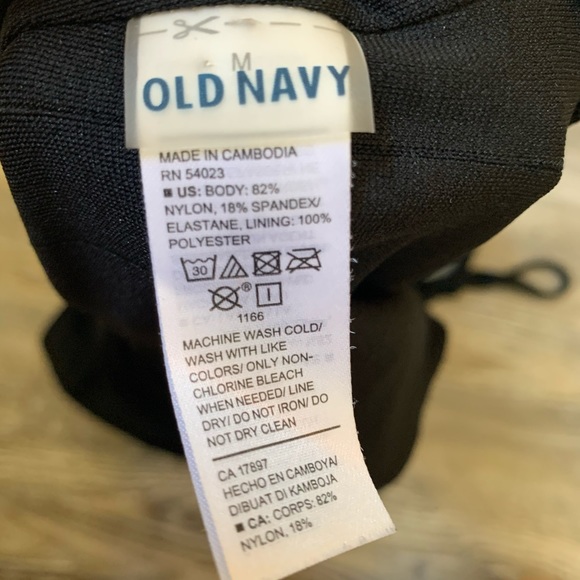 M
OLD NAVY
MADE IN CAMBODIA
RN 54023
■ US: BODY: 82%
NYLON, 18% SPANDEX/
ELASTANE, LINING: 100%
POLYESTER
30
®
1166
MACHINE WASH COLD/
WASH WITH LIKE
COLORS/ ONLY NON-
CHLORINE BLEACH
WHEN NEEDED/ LINE
DRY/ DO NOT IRON/ DO
NOT DRY CLEAN
CA 17897
HECHO EN CAMBOYA/
DIBUAT DI KAMBOJA
■ CA: CORPS: 82%
NYLON, 18%